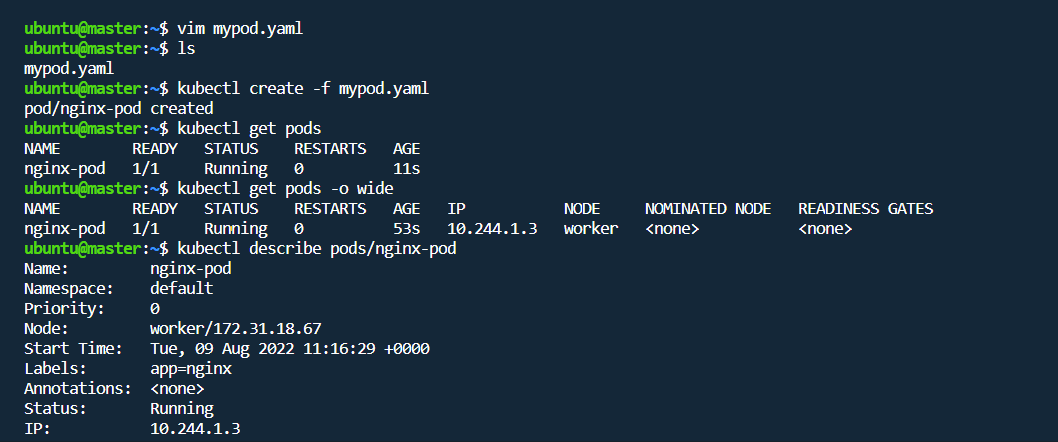 ubuntu@master:~$ vim mypod.yaml
ubuntu@master:~$ ls
mypod.yaml
ubuntu@master:~$ kubectl create -f mypod.yaml
pod/nginx-pod created
ubuntu@master:~$ kubectl get pods
NAME        READY   STATUS    RESTARTS   AGE
nginx-pod   1/1     Running   0          11s
ubuntu@master:~$ kubectl get pods -o wide
NAME        READY   STATUS    RESTARTS   AGE   IP           NODE     NOMINATED NODE   READINESS GATES
nginx-pod   1/1     Running   0          53s   10.244.1.3   worker   <none>           <none>
ubuntu@master:~$ kubectl describe pods/nginx-pod
Name:         nginx-pod
Namespace:    default
Priority:     0
Node:         worker/172.31.18.67
Start Time:   Tue, 09 Aug 2022 11:16:29 +0000
Labels:       app=nginx
Annotations:  <none>
Status:       Running
IP:           10.244.1.3